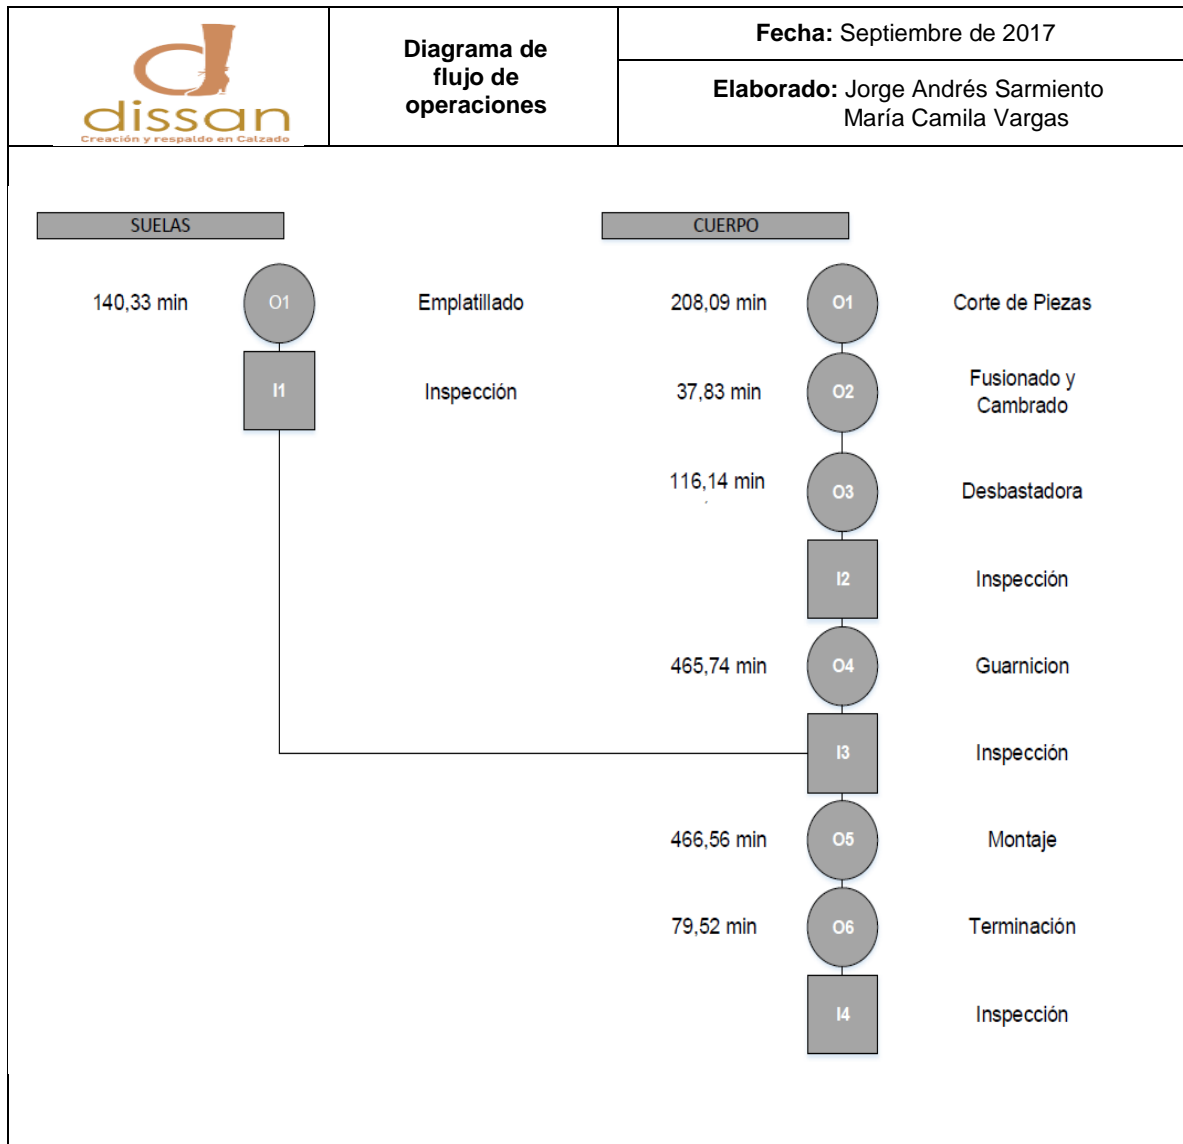 dissan
Creación y respaldo en Calzado
Diagrama de
flujo de
operaciones
Fecha: Septiembre de 2017
Elaborado: Jorge Andrés Sarmiento
María Camila Vargas
SUELAS
CUERPO
140,33 min
O1
Emplatillado
208,09 min
O1
Corte de Piezas
I1
Inspección
37,83 min
O2
Fusionado y
Cambrado
116,14 min
O3
Desbastadora
I2
Inspección
465,74 min
O4
Guarnicion
I3
Inspección
466,56 min
O5
Montaje
79,52 min
O6
Terminación
I4
Inspección